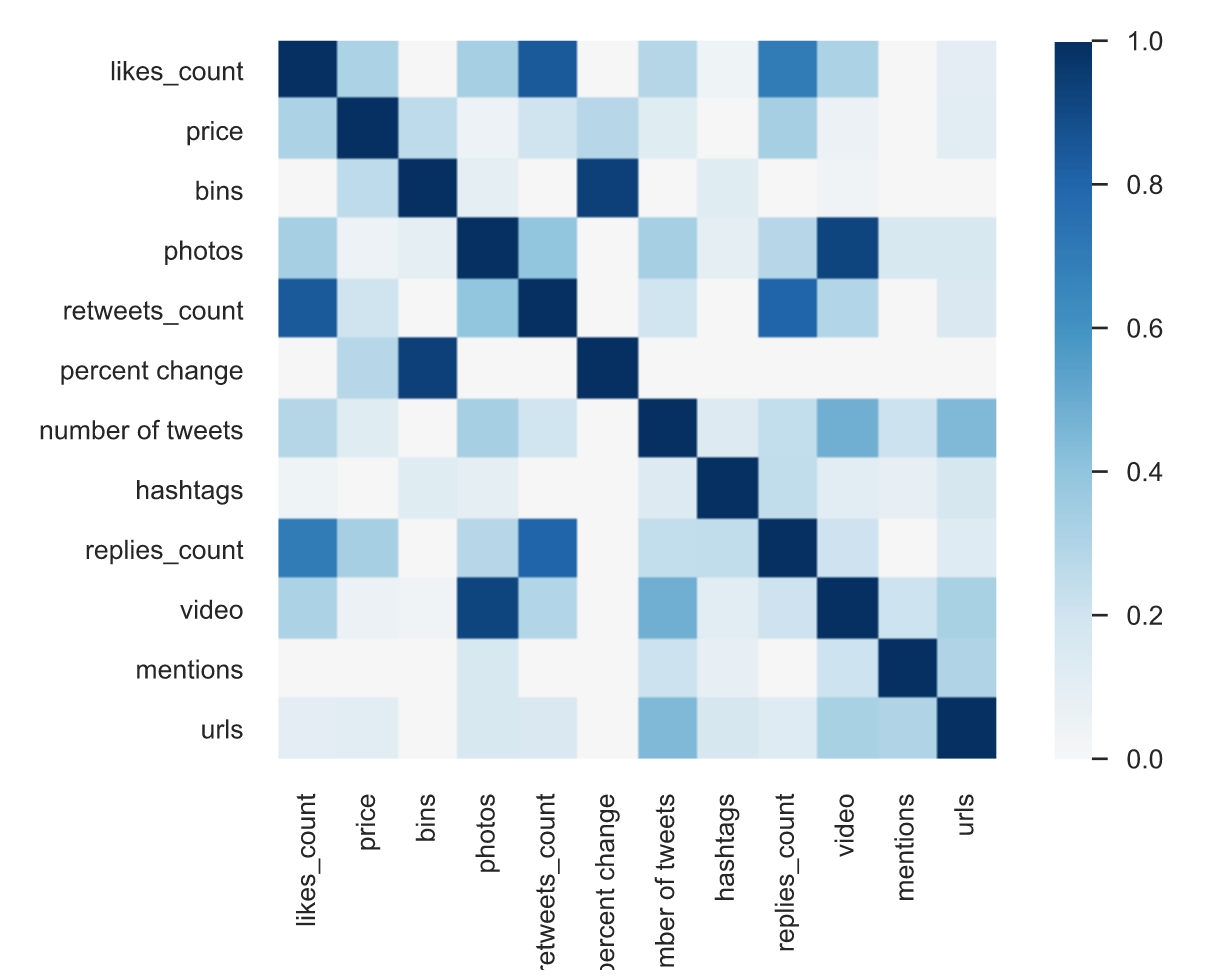 likes_count
price
bins
photos
retweets_count
percent change
number of tweets
hashtags
replies_count
video
mentions
urls
1.0
0.8
0.6
0.4
0.2
0.0
likes_count
price
bins
photos
retweets_count
percent change
mber of tweets
hashtags
replies_count
video
mentions
urls